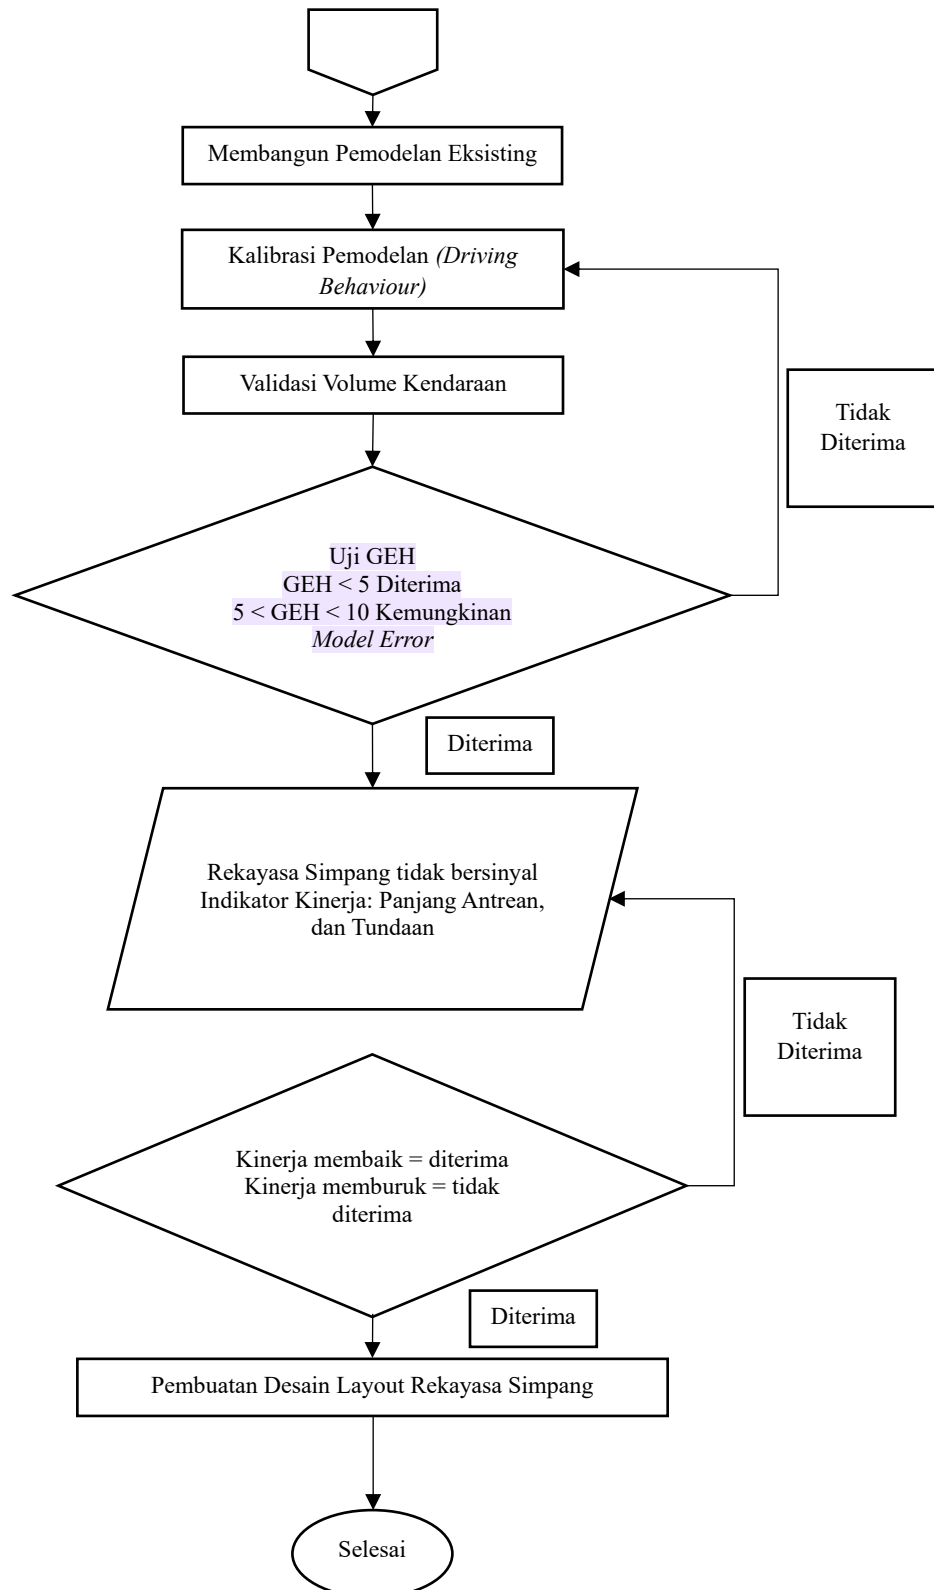 Membangun Pemodelan Eksisting
Kalibrasi Pemodelan (Driving
Behaviour)
Validasi Volume Kendaraan
Tidak
Diterima
Uji GEH
GEH < 5 Diterima
5 < GEH < 10 Kemungkinan
Model Error
Diterima
Rekayasa Simpang tidak bersinyal
Indikator Kinerja: Panjang Antrean,
dan Tundaan
Tidak
Diterima
Kinerja membaik = diterima
Kinerja memburuk = tidak
diterima
Diterima
Pembuatan Desain Layout Rekayasa Simpang
Selesai